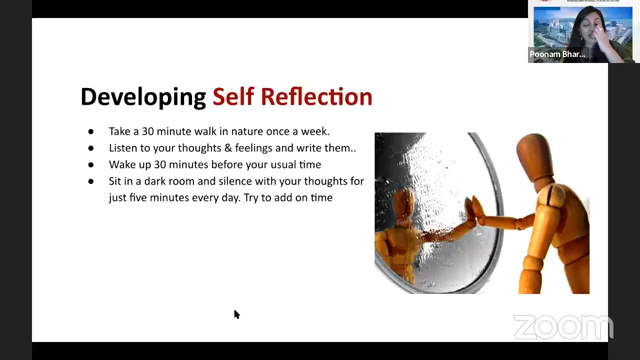 Poonam Bhar...
Developing Self Reflection
● Take a 30 minute walk in nature once a week.
● Listen to your thoughts & feelings and write them..
● Wake up 30 minutes before your usual time
● Sit in a dark room and silence with your thoughts for
just five minutes every day. Try to add on time
zoom